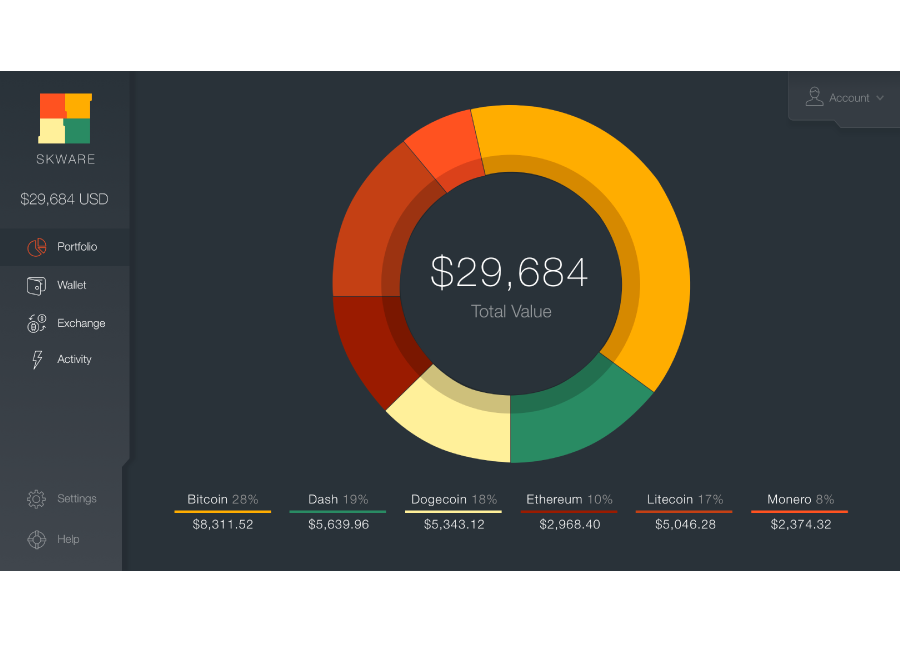 SKWARE
$29,684 USD
Portfolio
Wallet
Exchange
Activity
Settings
Help
Account
$29,684
Total Value
Bitcoin 28%
$8,311.52
Dash 19%
$5,639.96
Dogecoin 18%
$5,343.12
Ethereum 10%
$2,968.40
Litecoin 17%
$5,046.28
Monero 8%
$2,374.32